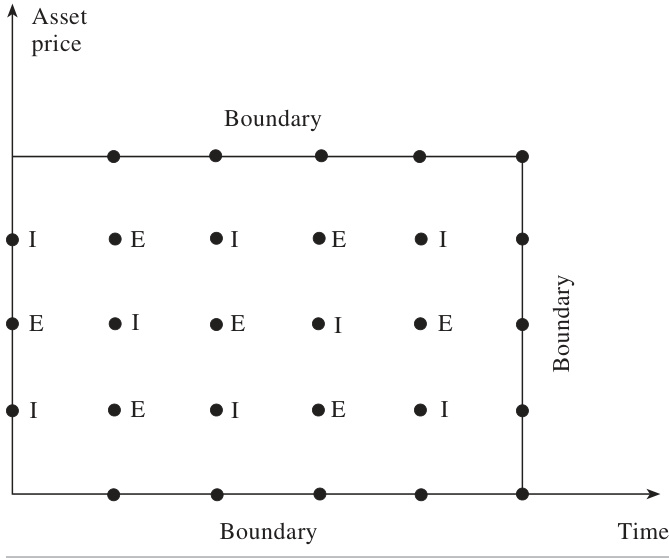 Asset
price
Boundary
I E I E I
E I E I E
Boundary
I E I E I
Boundary
Time